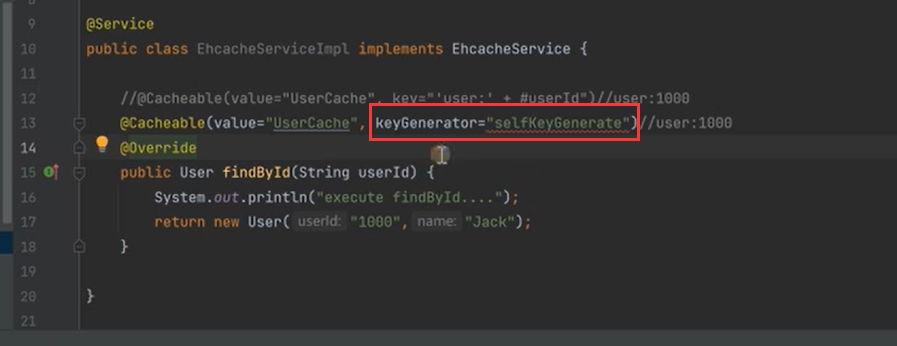 9 @Service
10 public class EhcacheServiceImpl implements EhcacheService {
11
12 //@Cacheable(value="UserCache", key="'user:' + #userId")//user:1000
13 @Cacheable(value="UserCache", keyGenerator="selfKeyGenerate")//user:1000
14 @Override
15 public User findById(String userId) {
16 System.out.println("execute findById....");
17 return new User( userId: "1000", name: "Jack");
18 }
19
20 }
21